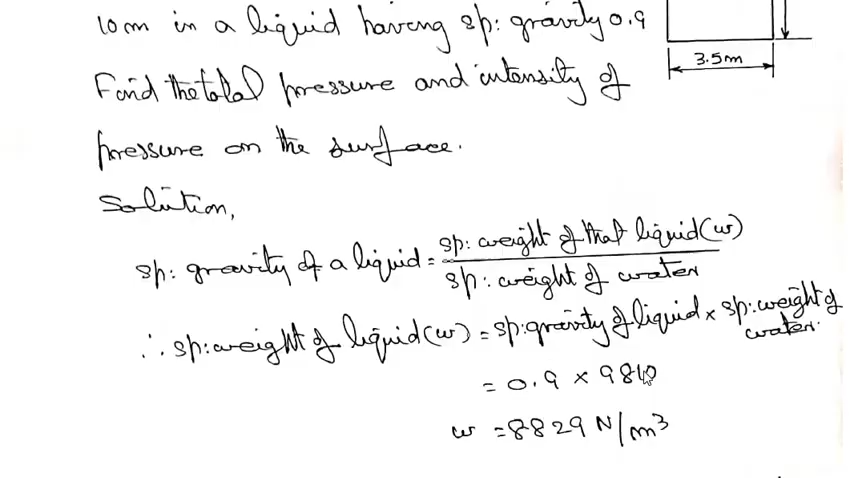 10m in a liquid having sp: gravity 0.9
3.5m
Find the total pressure and intensity of
pressure on the surface.
Solution,
sp: gravity of a liquid = sp: weight of that liquid (w)
sp: weight of water
∴ sp: weight of liquid (w) = sp: gravity of liquid × sp: weight of
water.
= 0.9 × 9810
w = 8829 N/m³